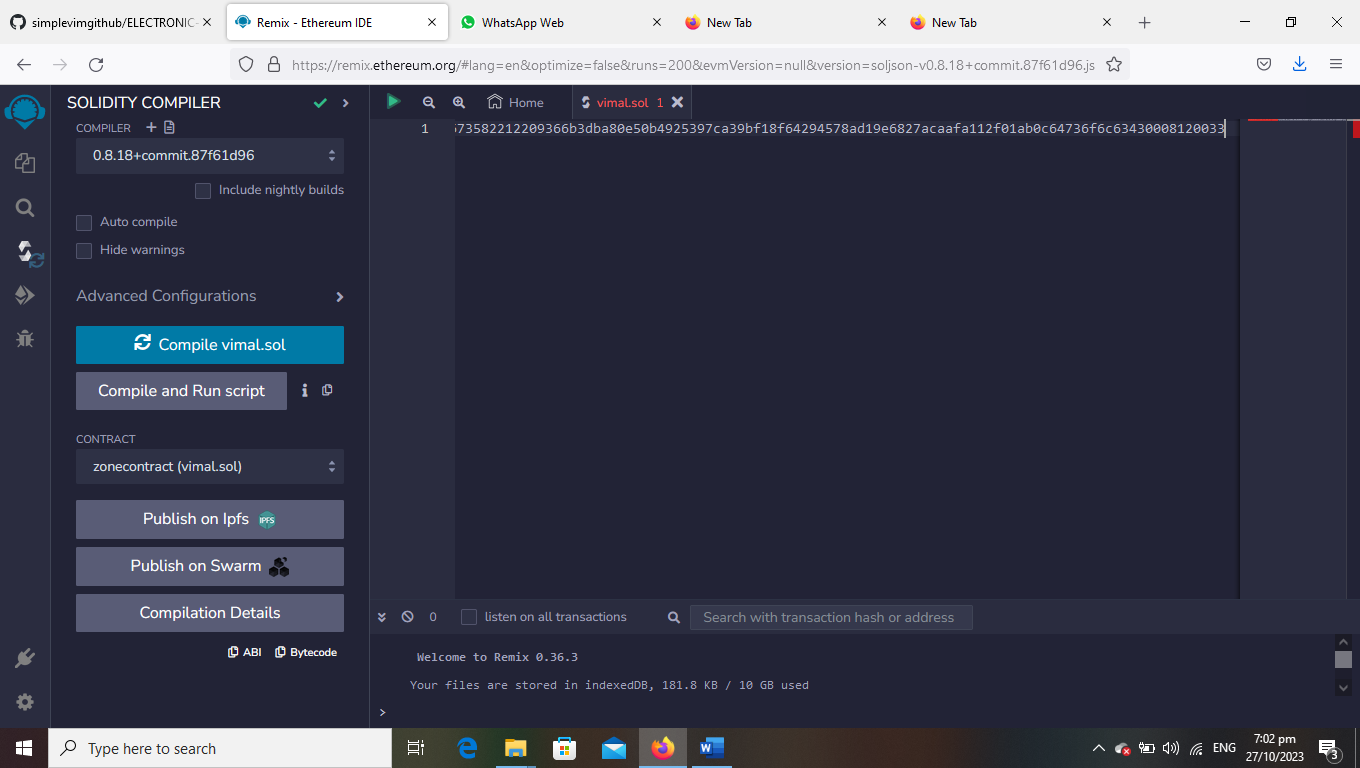 simplevimgithub/ELECTRONIC-
Remix - Ethereum IDE
WhatsApp Web
New Tab
New Tab
https://remix.ethereum.org/#lang=en&optimize=false&runs=200&evmVersion=null&version=soljson-v0.8.18+commit.87f61d96.js
SOLIDITY COMPILER
Home
vimal.sol 1
COMPILER
1
673582212209366b3dba80e50b4925397ca39bf18f64294578ad19e6827acaafa112f01ab0c64736f6c63430008120033
0.8.18+commit.87f61d96
Include nightly builds
Auto compile
Hide warnings
Advanced Configurations
Compile vimal.sol
Compile and Run script
CONTRACT
zonecontract (vimal.sol)
Publish on Ipfs
IPFS
Publish on Swarm
Compilation Details
ABI
Bytecode
0
listen on all transactions
Search with transaction hash or address
Welcome to Remix 0.36.3
Your files are stored in indexedDB, 181.8 KB / 10 GB used
>
Type here to search
W
ENG
7:02 pm
27/10/2023
3